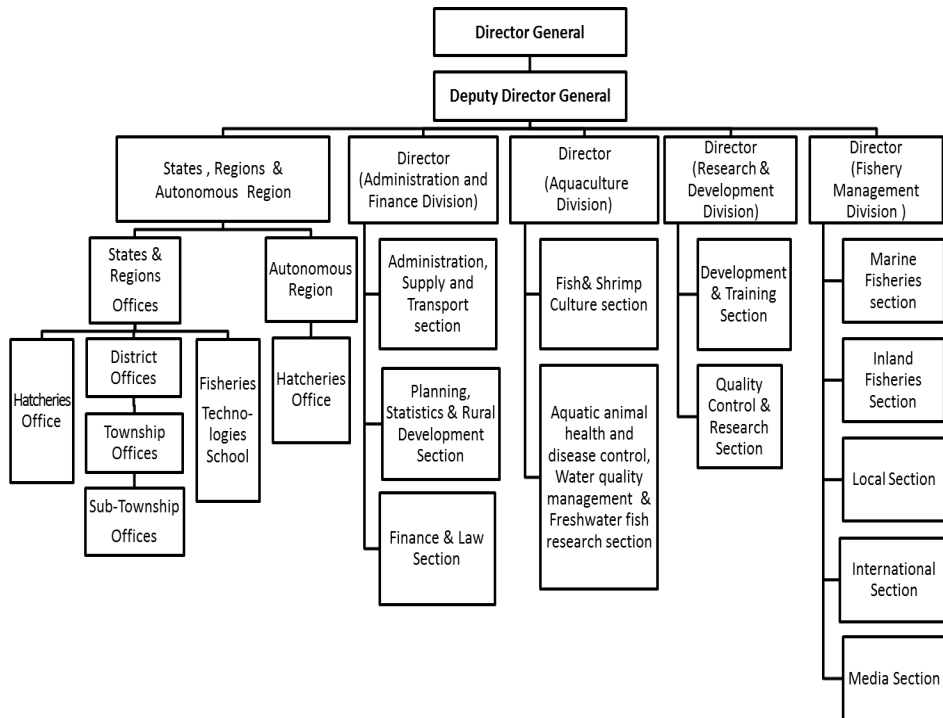 Director General
Deputy Director General
States , Regions &
Autonomous Region
Director
(Administration and
Finance Division)
Director
(Aquaculture
Division)
Director
(Research &
Development
Division)
Director
(Fishery
Management
Division )
States &
Regions
Offices
Autonomous
Region
Hatcheries
Office
District
Offices
Township
Offices
Sub-Township
Offices
Fisheries
Techno-
logies
School
Hatcheries
Office
Administration,
Supply and
Transport
section
Planning,
Statistics & Rural
Development
Section
Finance & Law
Section
Fish& Shrimp
Culture section
Aquatic animal
health and
disease control,
Water quality
management &
Freshwater fish
research section
Development
& Training
Section
Quality
Control &
Research
Section
Marine
Fisheries
section
Inland
Fisheries
Section
Local Section
International
Section
Media Section